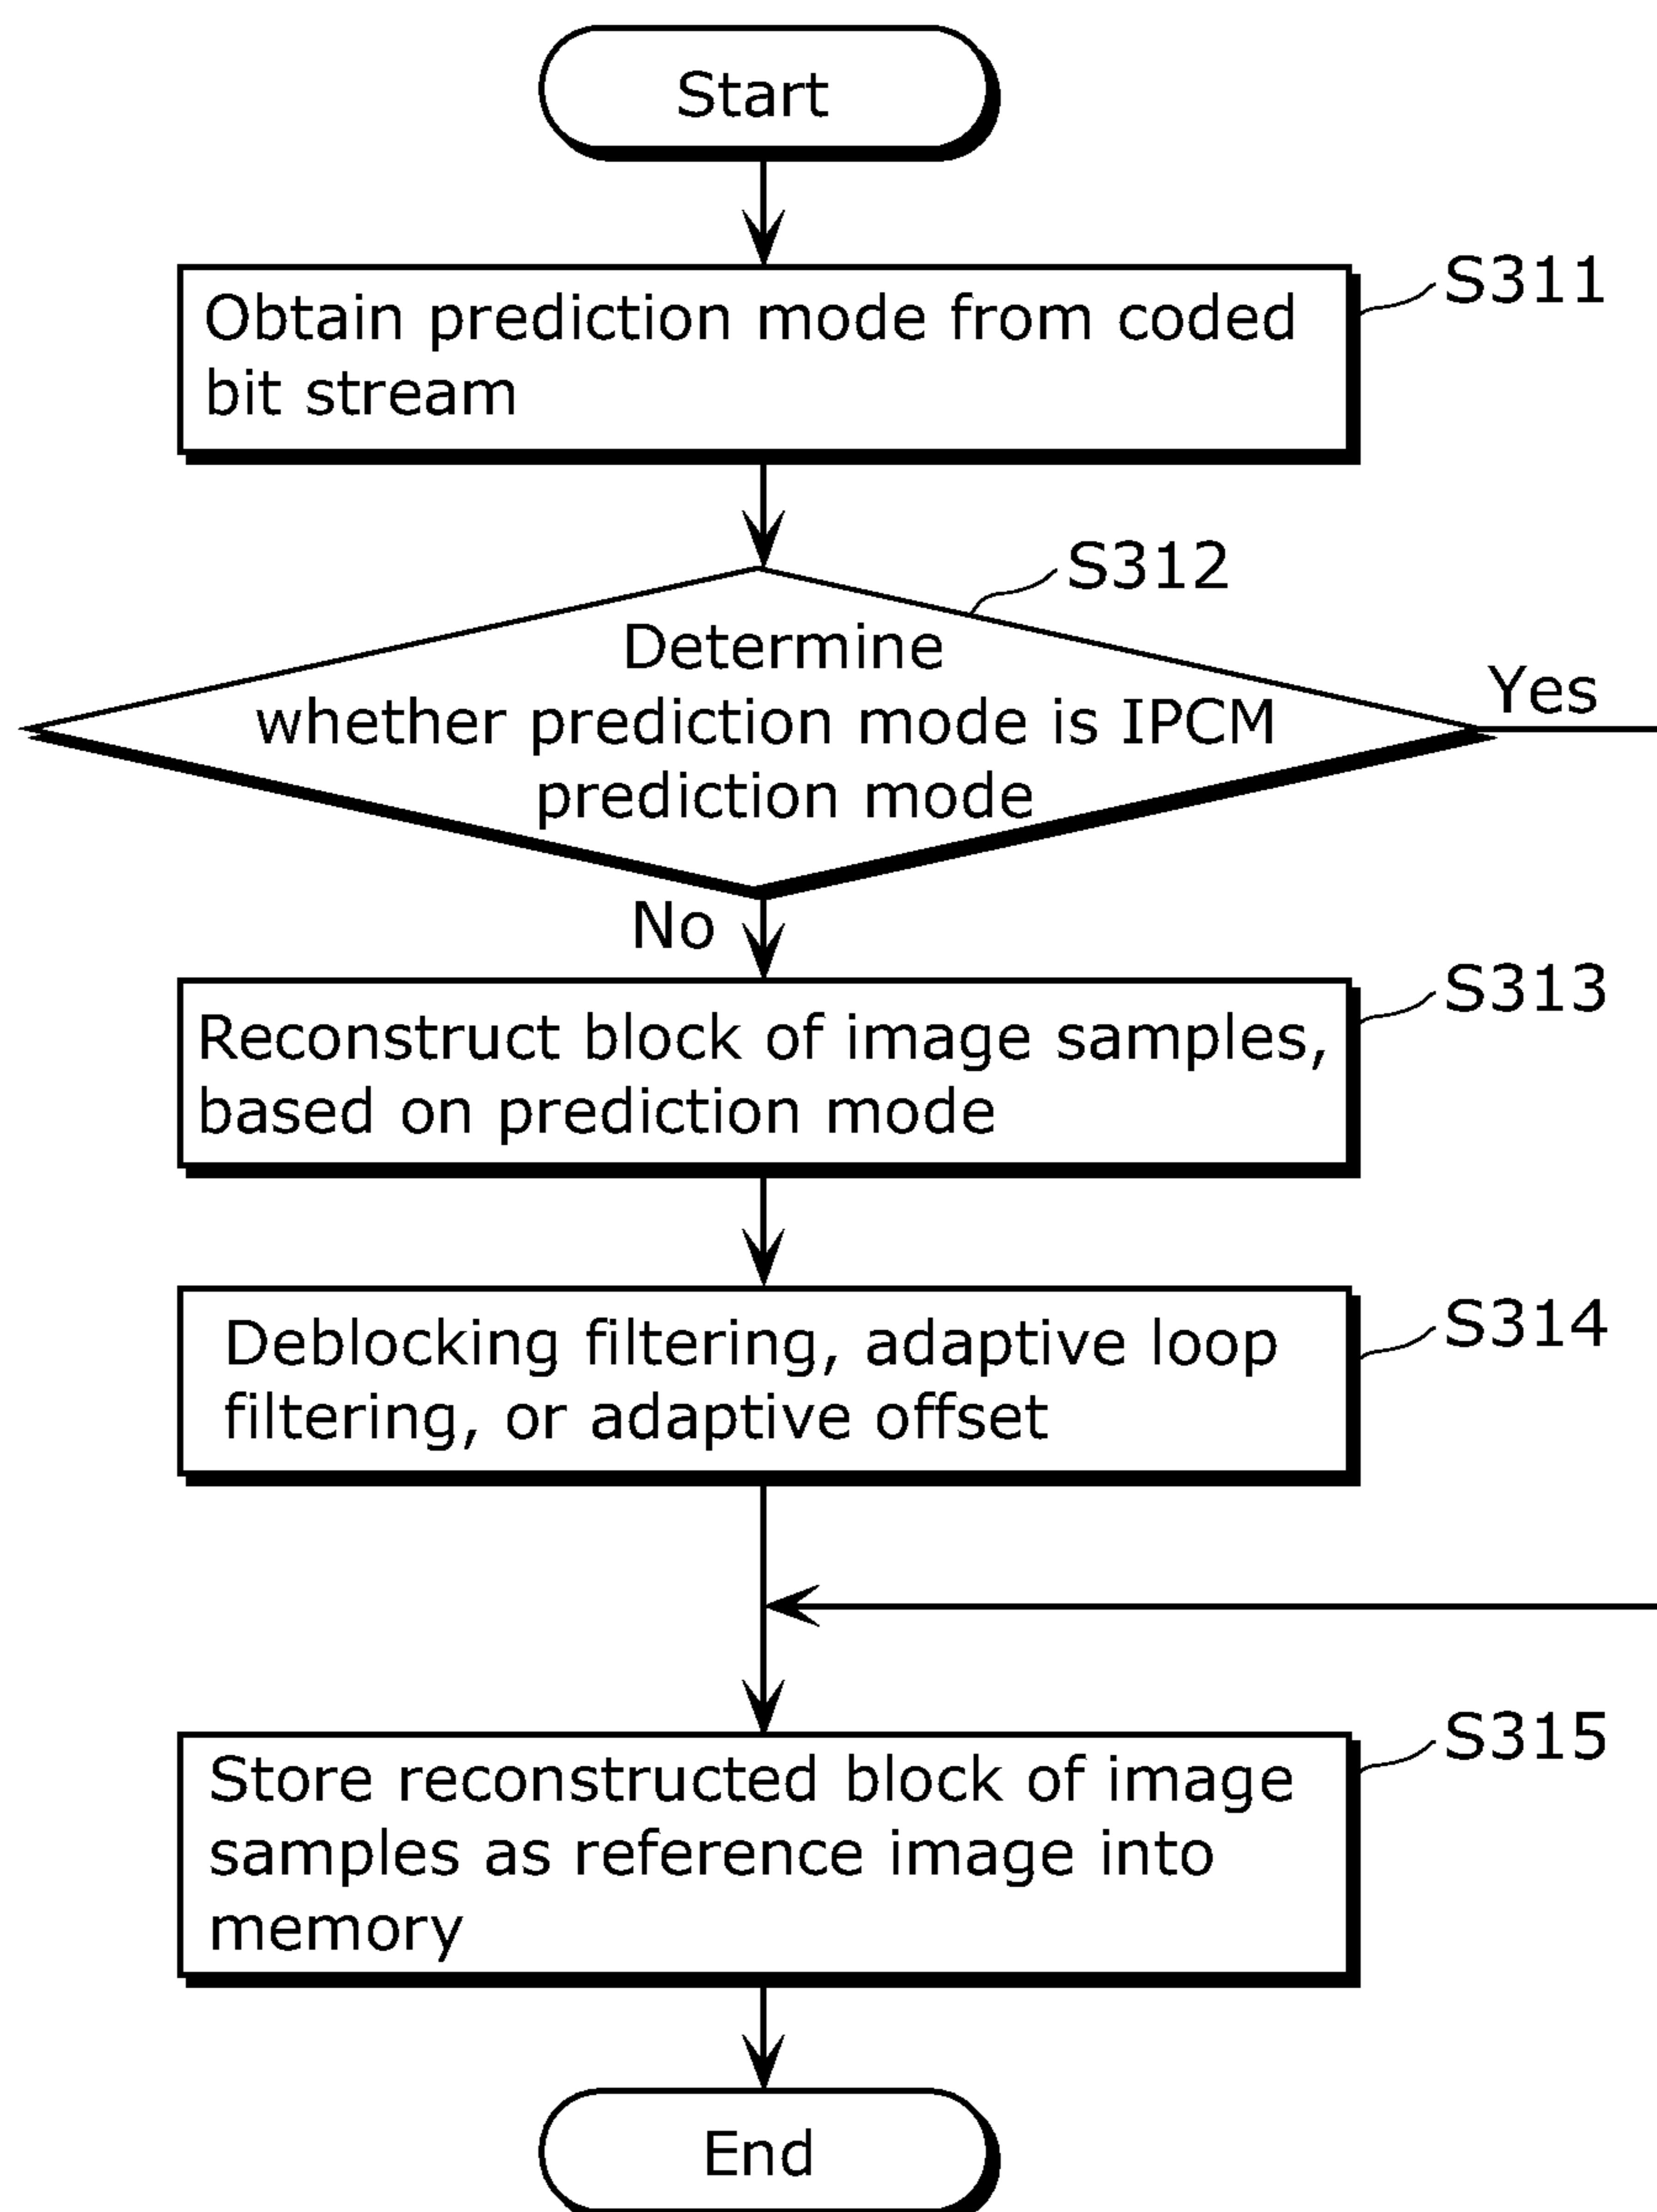 Start
Obtain prediction mode from coded
bit stream
S311
S312
Determine
whether prediction mode is IPCM
prediction mode
Yes
No
S313
Reconstruct block of image samples,
based on prediction mode
S314
Deblocking filtering, adaptive loop
filtering, or adaptive offset
S315
Store reconstructed block of image
samples as reference image into
memory
End